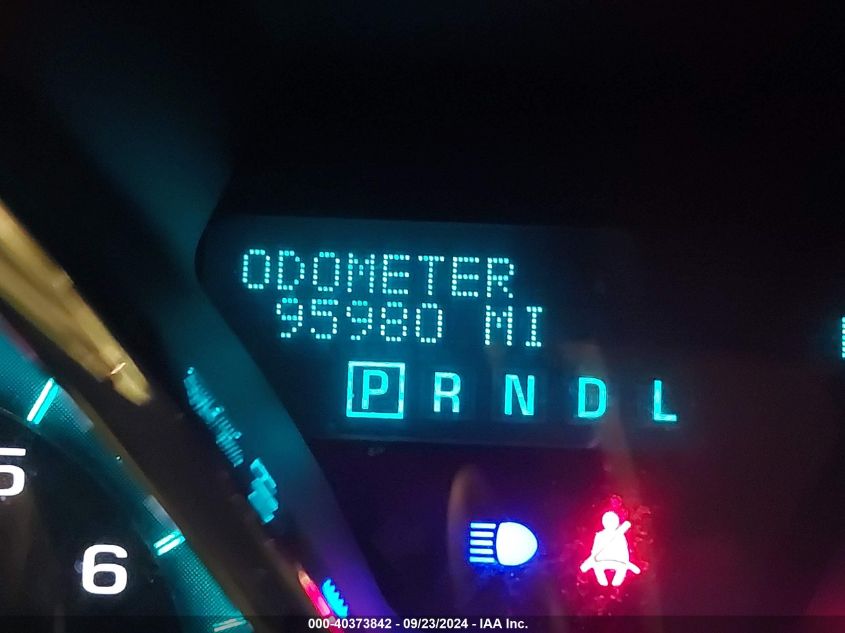 ODOMETER
95980 MI
P R N D L
5
6
000-40373842 - 09/23/2024 - IAA Inc.